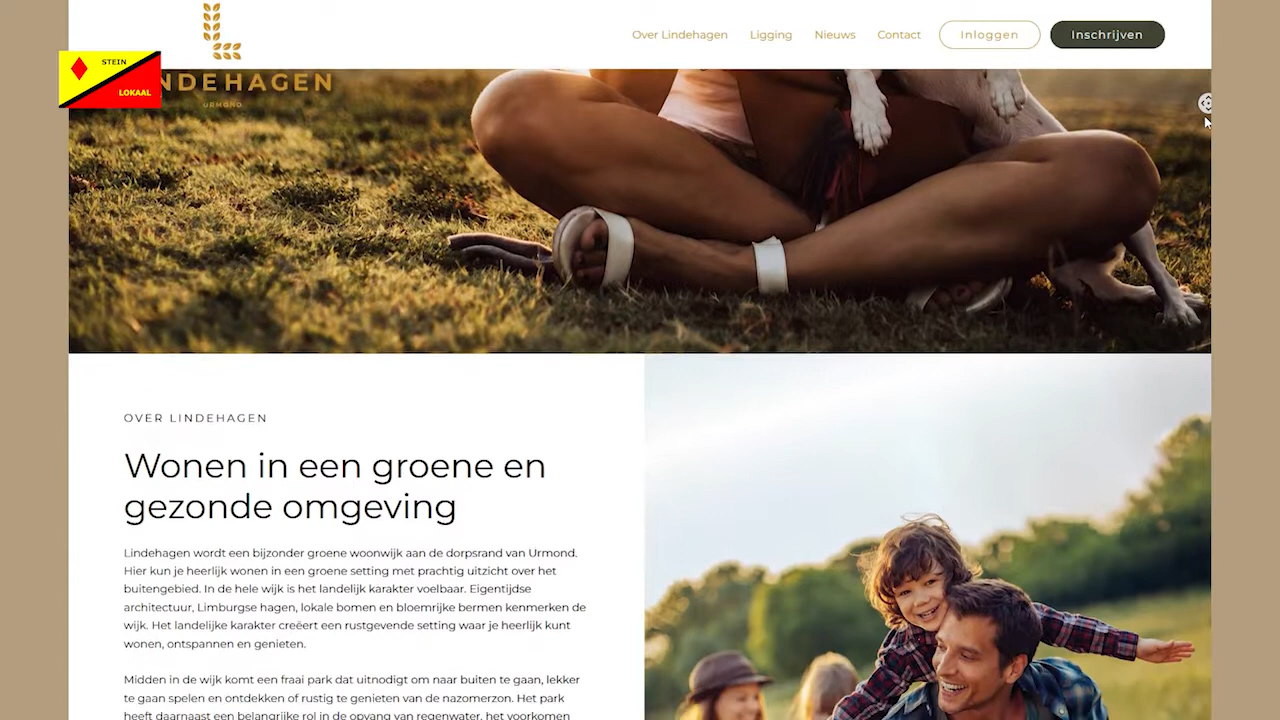 Over Lindehagen
Ligging
Nieuws
Contact
Inloggen
Inschrijven
STEIN
LOKAAL
NDEHAGEN
URMOND
OVER LINDEHAGEN
Wonen in een groene en
gezonde omgeving
Lindehagen wordt een bijzonder groene woonwijk aan de dorpsrand van Urmond.
Hier kun je heerlijk wonen in een groene setting met prachtig uitzicht over het
buitengebied. In de hele wijk is het landelijk karakter voelbaar. Eigentijdse
architectuur, Limburgse hagen, lokale bomen en bloemrijke bermen kenmerken de
wijk. Het landelijke karakter creëert een rustgevende setting waar je heerlijk kunt
wonen, ontspannen en genieten.
Midden in de wijk komt een fraai park dat uitnodigt om naar buiten te gaan, lekker
te gaan spelen en ontdekken of rustig te genieten van de nazomerzon. Het park
heeft daarnaast een belangrijke rol in de opvang van regenwater, het voorkomen